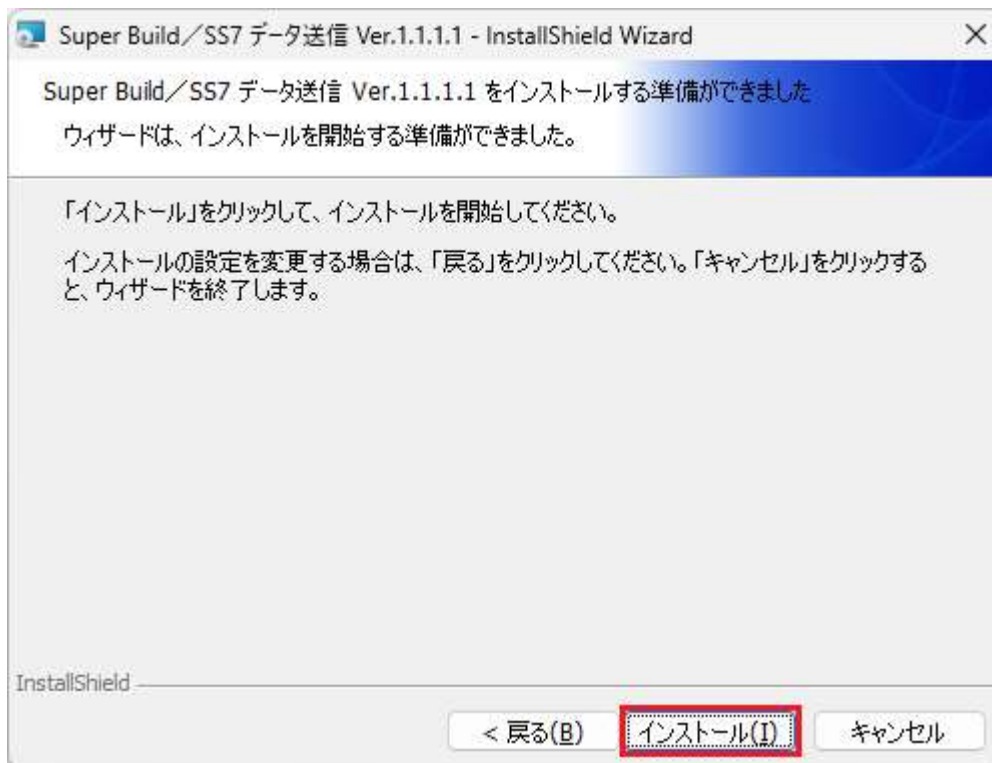 Super Build／SS7 データ送信 Ver.1.1.1.1 - InstallShield Wizard
Super Build／SS7 データ送信 Ver.1.1.1.1 をインストールする準備ができました
ウィザードは、インストールを開始する準備ができました。
「インストール」をクリックして、インストールを開始してください。
インストールの設定を変更する場合は、「戻る」をクリックしてください。「キャンセル」をクリックする
と、ウィザードを終了します。
InstallShield
< 戻る(B) インストール(I) キャンセル